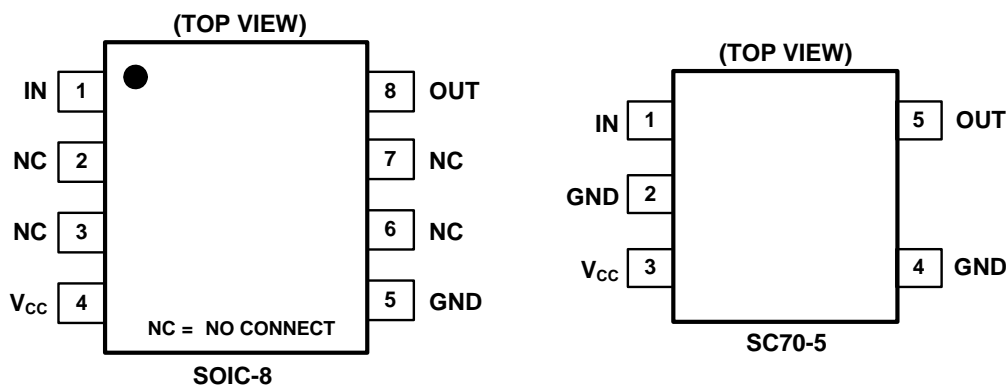 (TOP VIEW)
IN 1 8 OUT
NC 2 7 NC
NC 3 6 NC
VCC 4 5 GND
NC = NO CONNECT
SOIC-8
(TOP VIEW)
IN 1 5 OUT
GND 2
VCC 3 4 GND
SC70-5